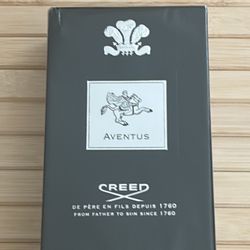 AVENTUS
CREED
DE PÈRE EN FILS DEPUIS 1760
FROM FATHER TO SON SINCE 1760